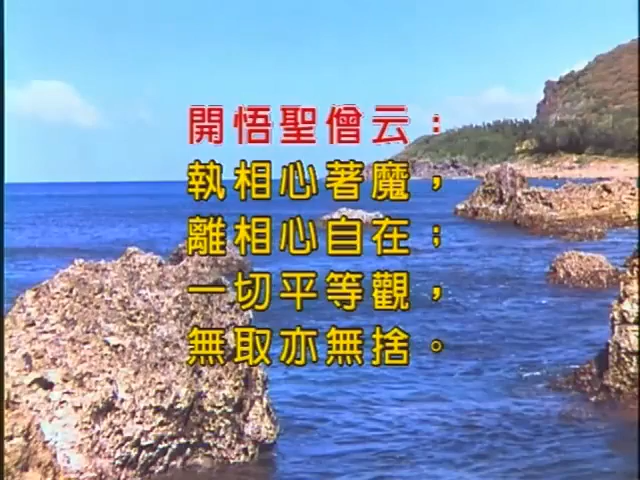 開悟聖僧云：
執相心著魔，
離相心自在；
一切平等觀，
無取亦無捨。